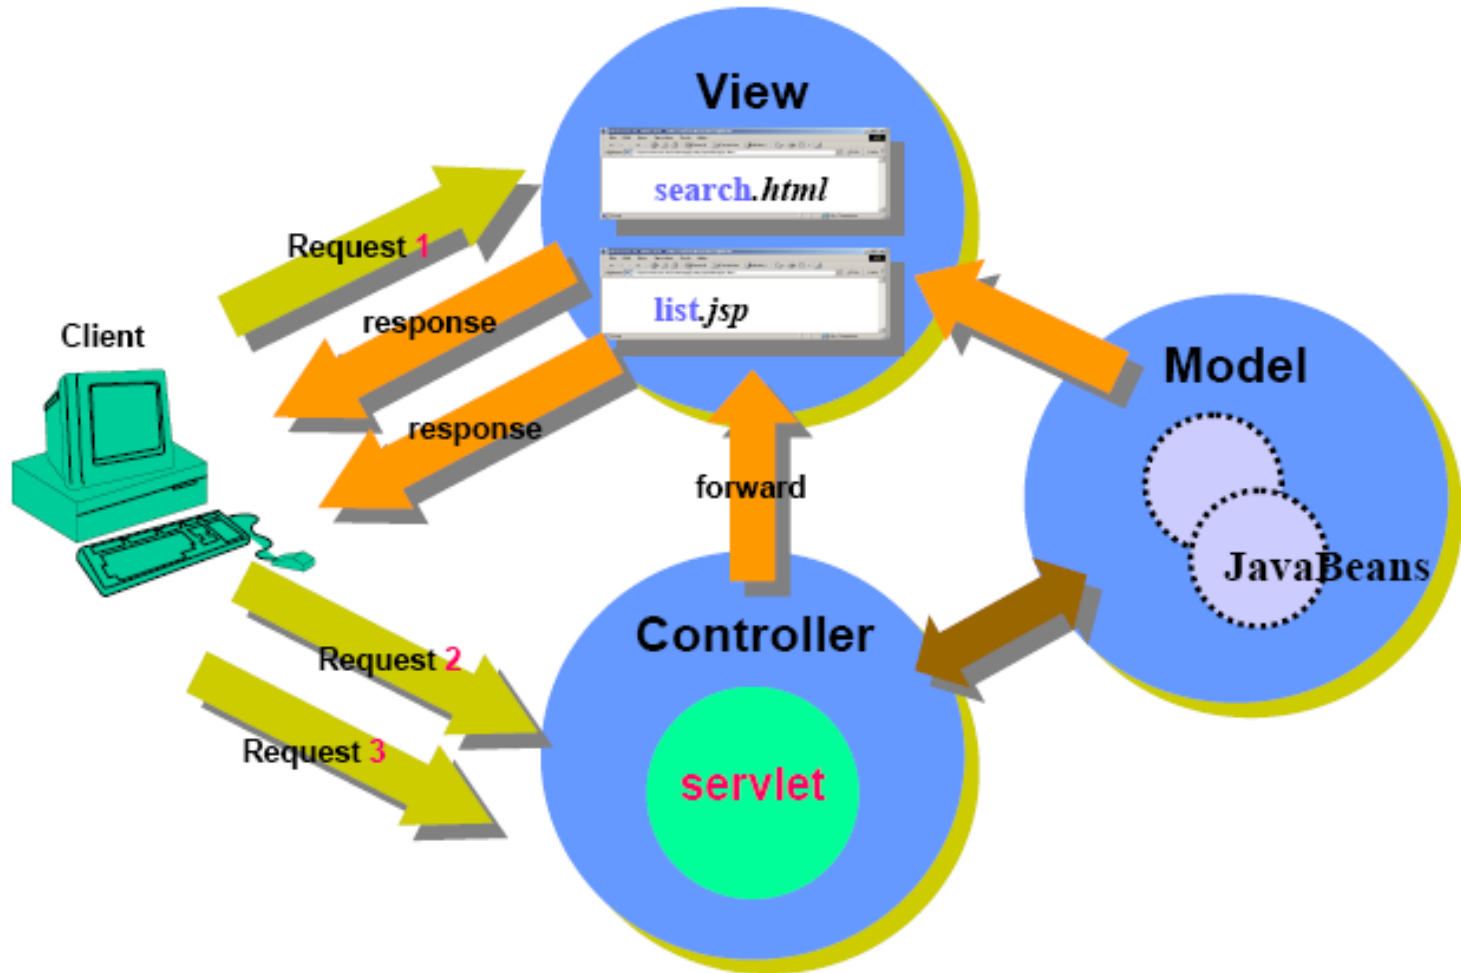 View
search.html
Request 1
response
list.jsp
Client
Model
response
forward
JavaBeans
Controller
Request 2
Request 3
servlet